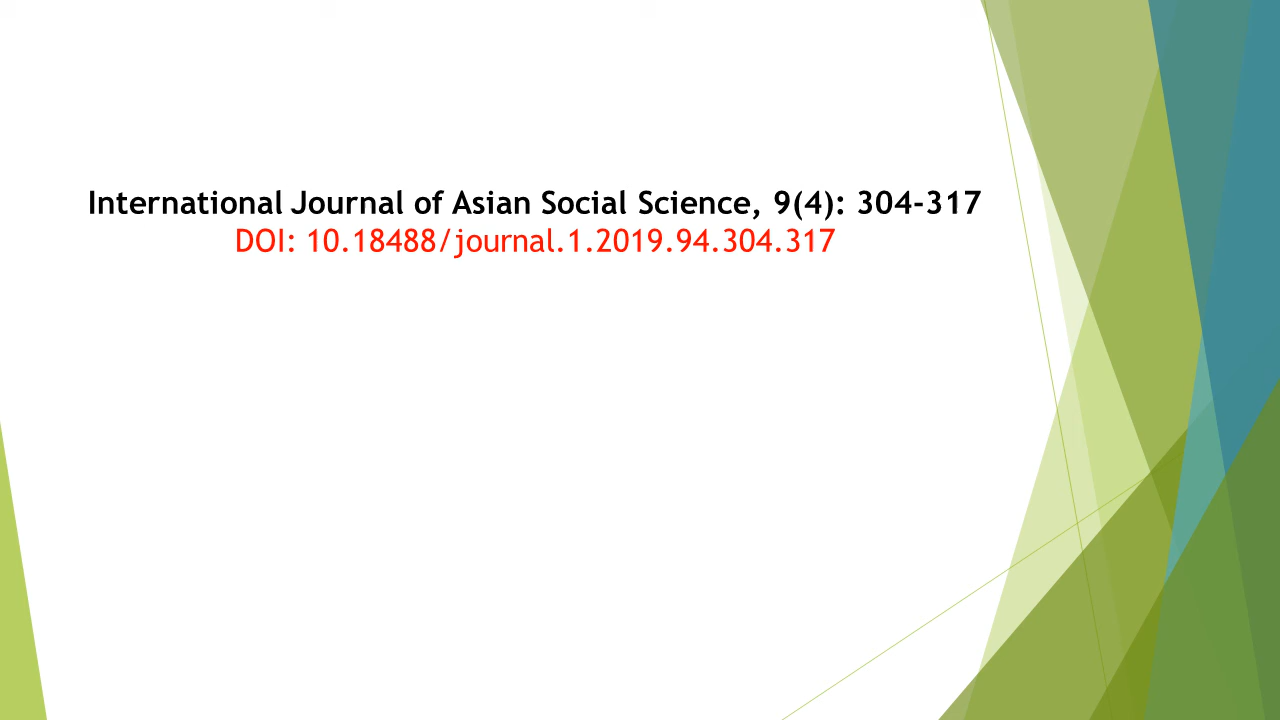 International Journal of Asian Social Science, 9(4): 304-317
DOI: 10.18488/journal.1.2019.94.304.317